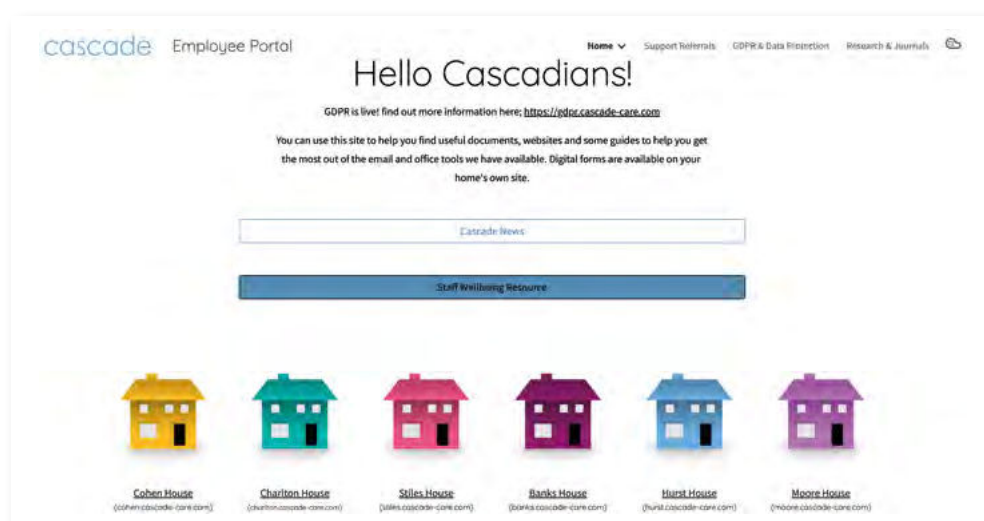 cascade Employee Portal
Home Support Referrals GDPR & Data Protection Research & Journals
Hello Cascadians!
GDPR is live! find out more information here; https://gdpr.cascade-care.com
You can use this site to help you find useful documents, websites and some guides to help you get
the most out of the email and office tools we have available. Digital forms are available on your
home's own site.
Cascade News
Staff Wellbeing Resource
Cohen House Charlton House Stiles House Banks House Hurst House Moore House
(cohen.cascade-care.com) (charlton.cascade-care.com) (stiles.cascade-care.com) (banks.cascade-care.com) (hurst.cascade-care.com) (moore.cascade-care.com)